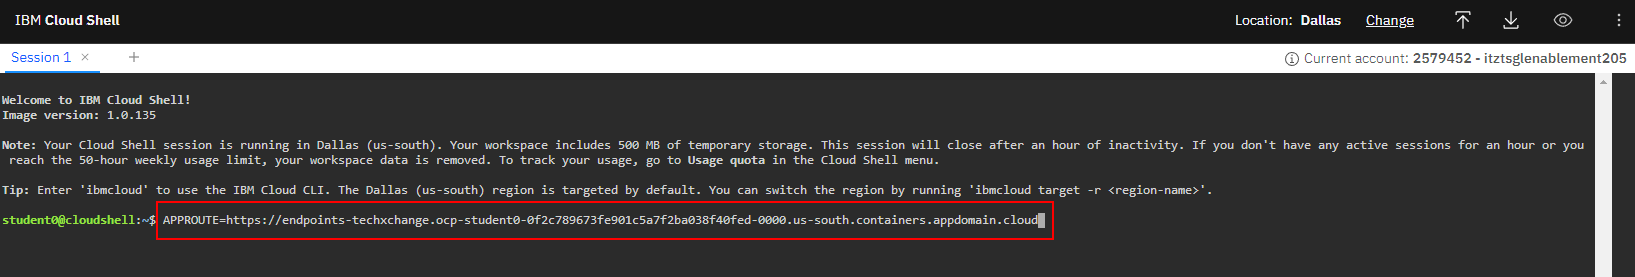 IBM Cloud Shell
Location: Dallas Change
Session 1 × +
Current account: 2579452 - itztsglenablement205
Welcome to IBM Cloud Shell!
Image version: 1.0.135
Note: Your Cloud Shell session is running in Dallas (us-south). Your workspace includes 500 MB of temporary storage. This session will close after an hour of inactivity. If you don't have any active sessions for an hour or you
reach the 50-hour weekly usage limit, your workspace data is removed. To track your usage, go to Usage quota in the Cloud Shell menu.
Tip: Enter 'ibmcloud' to use the IBM Cloud CLI. The Dallas (us-south) region is targeted by default. You can switch the region by running 'ibmcloud target -r <region-name>'.
student0@cloudshell:~$ APPROUTE=https://endpoints-techxchange.ocp-student0-0f2c789673fe901c5a7f2ba038f40fed-0000.us-south.containers.appdomain.cloud